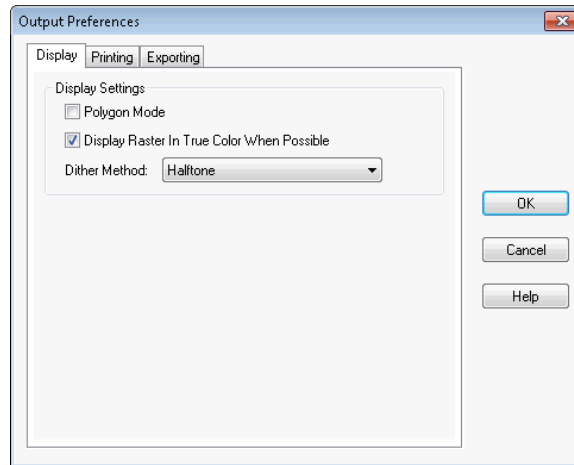 Output Preferences
Display Printing Exporting
Display Settings
Polygon Mode
Display Raster In True Color When Possible
Dither Method: Halftone
OK
Cancel
Help